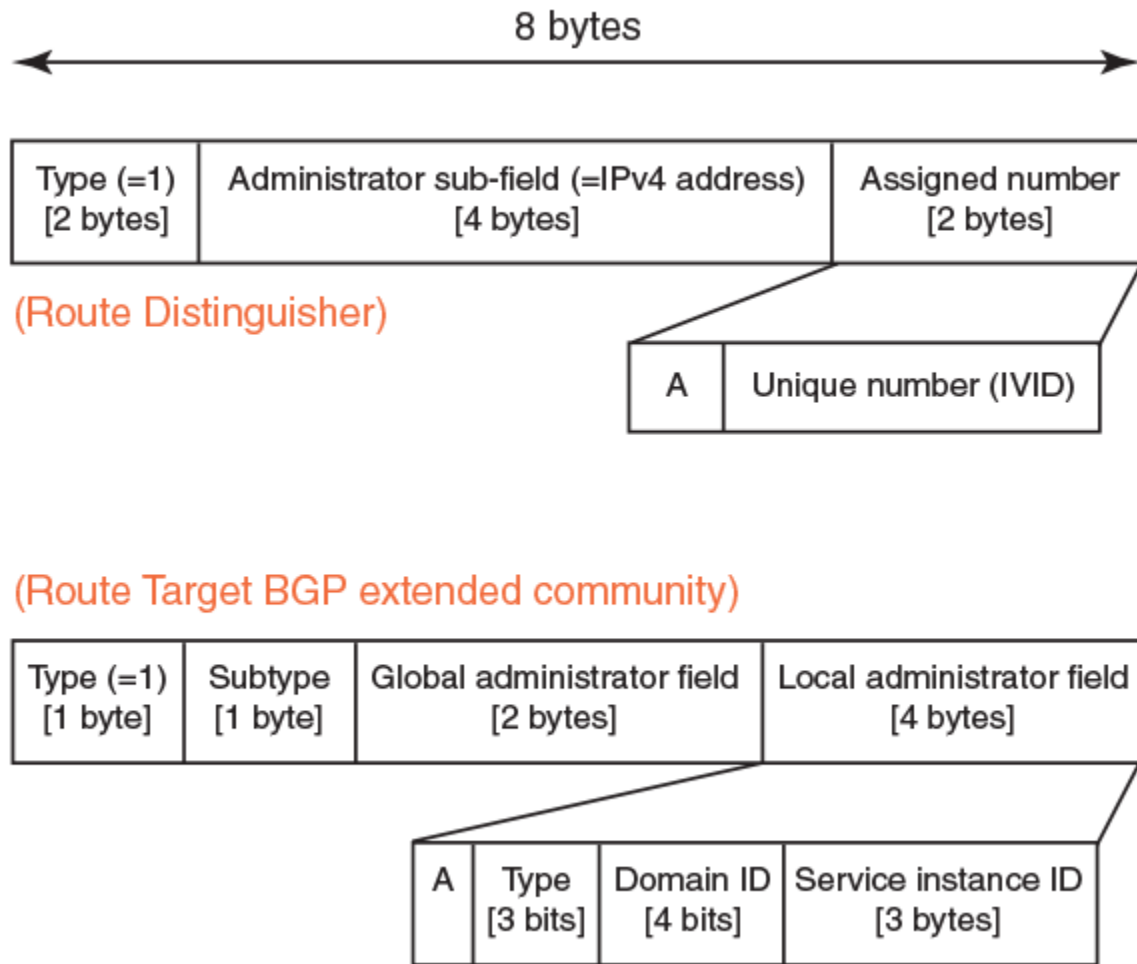 8 bytes
Type (=1) Administrator sub-field (=IPv4 address) Assigned number
[2 bytes] [4 bytes] [2 bytes]
(Route Distinguisher)
A Unique number (IVID)
(Route Target BGP extended community)
Type (=1) Subtype Global administrator field Local administrator field
[1 byte] [1 byte] [2 bytes] [4 bytes]
A Type Domain ID Service instance ID
[3 bits] [4 bits] [3 bytes]